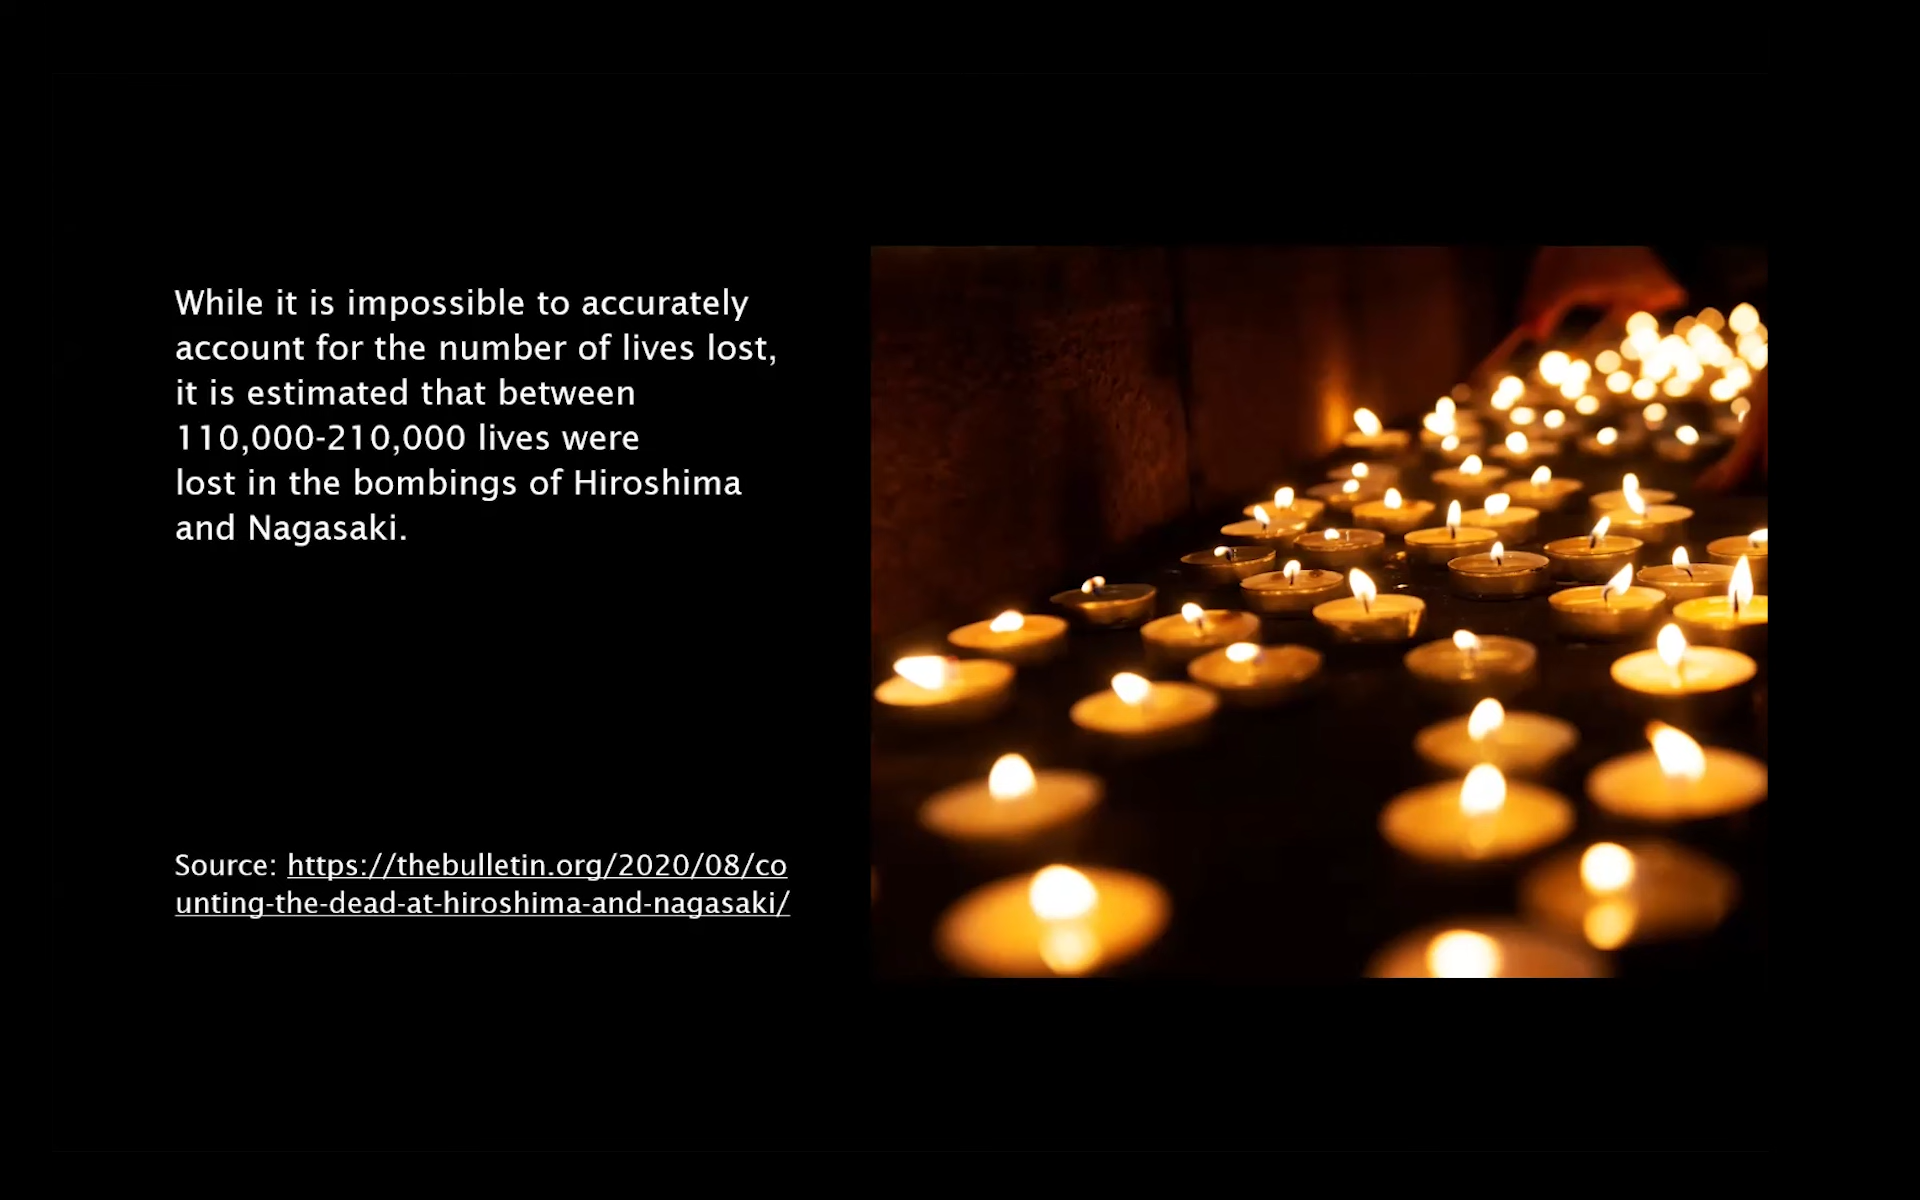 While it is impossible to accurately
account for the number of lives lost,
it is estimated that between
110,000-210,000 lives were
lost in the bombings of Hiroshima
and Nagasaki.
Source: https://thebulletin.org/2020/08/co
unting-the-dead-at-hiroshima-and-nagasaki/